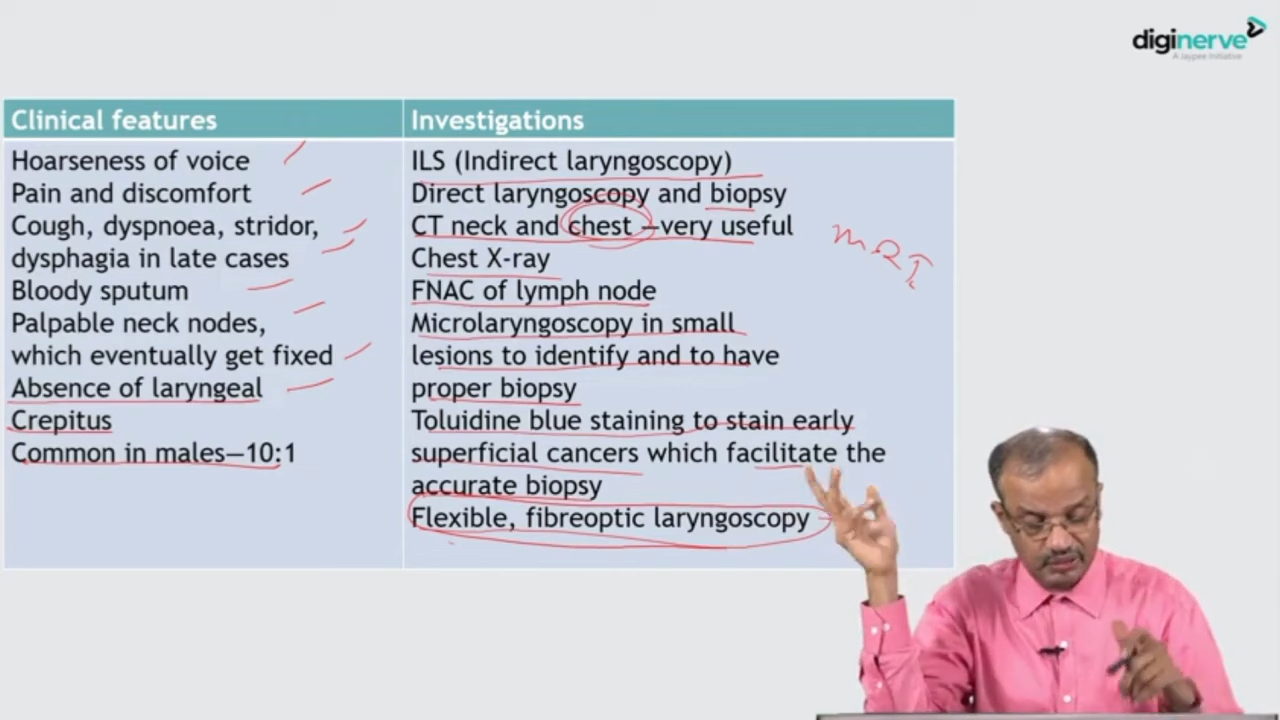 diginerve
A Jaypee Initiative
Clinical features
Hoarseness of voice
Pain and discomfort
Cough, dyspnoea, stridor,
dysphagia in late cases
Bloody sputum
Palpable neck nodes,
which eventually get fixed
Absence of laryngeal
Crepitus
Common in males—10:1
Investigations
ILS (Indirect laryngoscopy)
Direct laryngoscopy and biopsy
CT neck and chest —very useful
Chest X-ray
FNAC of lymph node
Microlaryngoscopy in small
lesions to identify and to have
proper biopsy
Toluidine blue staining to stain early
superficial cancers which facilitate the
accurate biopsy
Flexible, fibreoptic laryngoscopy
MRI